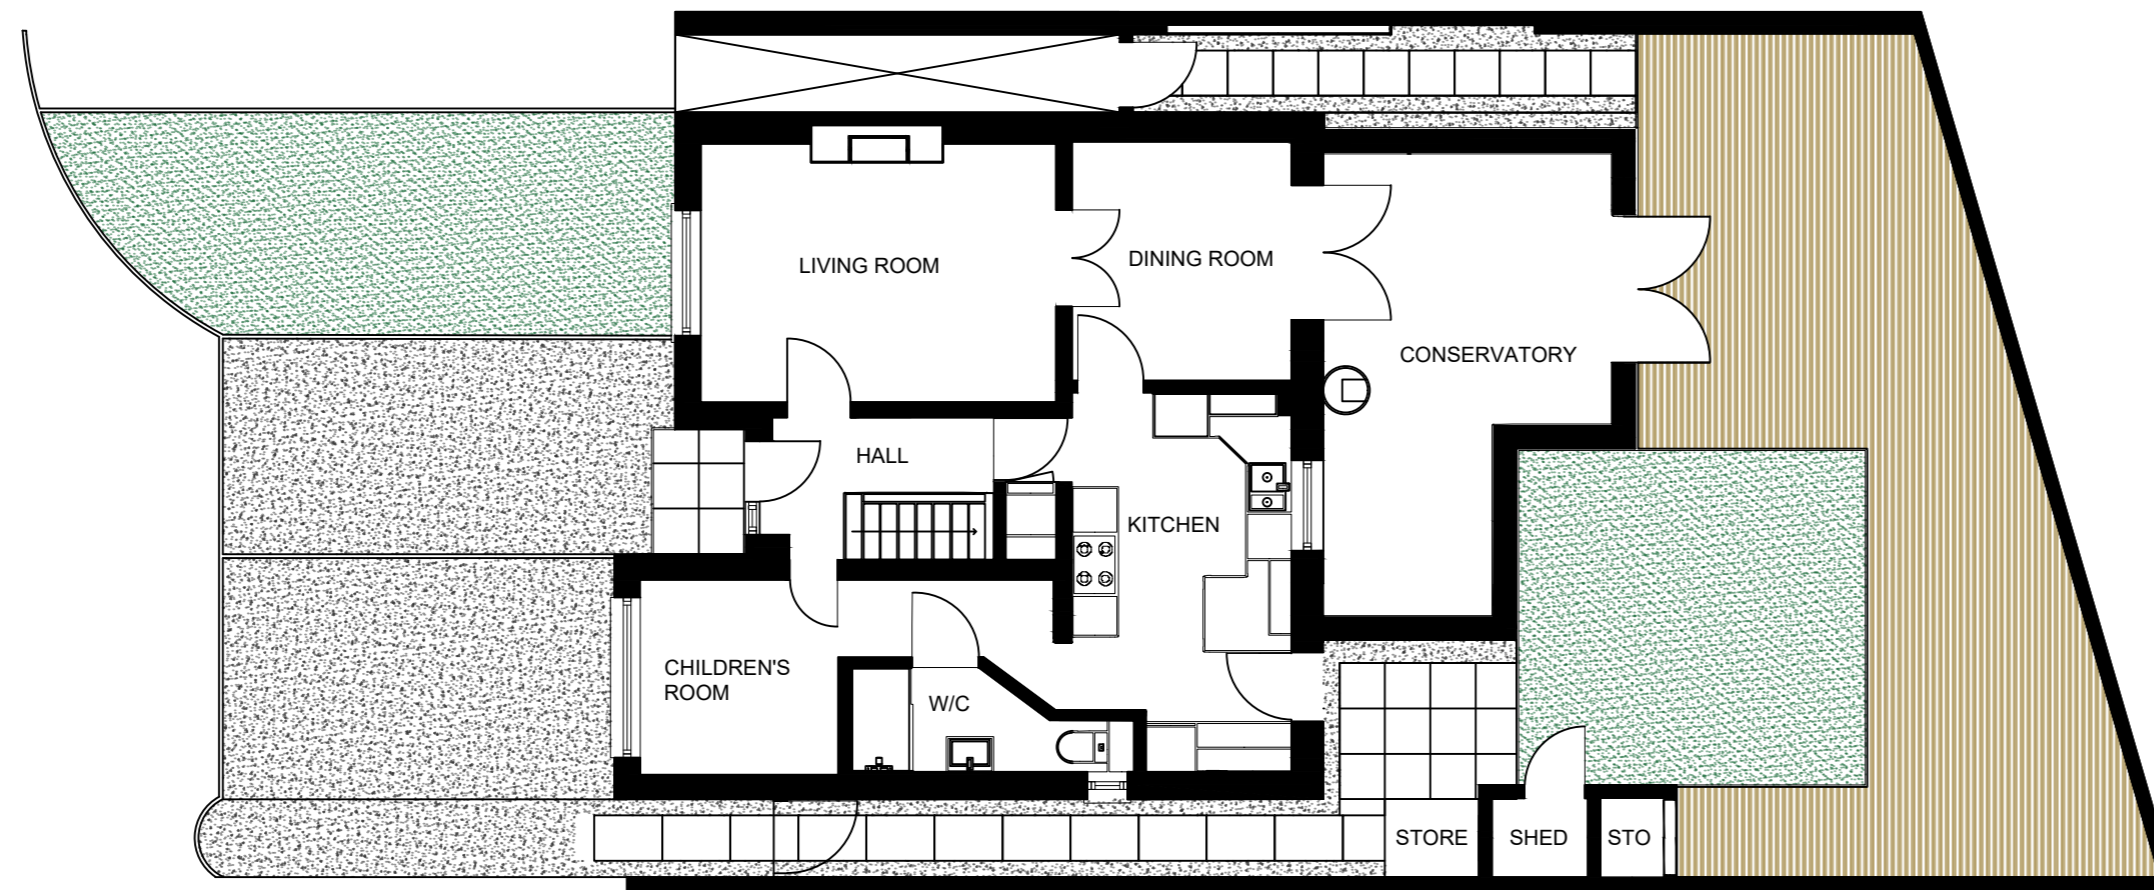 LIVING ROOM
DINING ROOM
CONSERVATORY
HALL
KITCHEN
CHILDREN'S
ROOM
W/C
STORE
SHED
STO